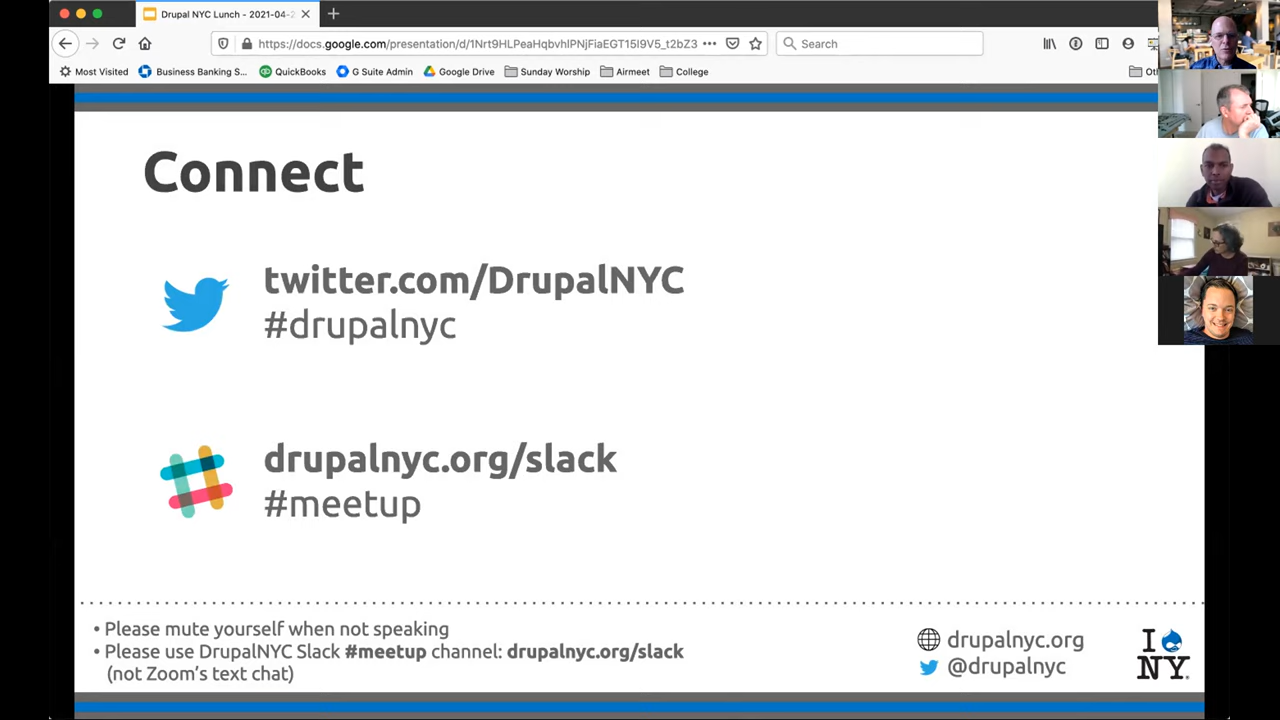 Drupal NYC Lunch - 2021-04-2
https://docs.google.com/presentation/d/1Nrt9HLPeaHqbvhIPNjFiaEGT15I9V5_t2bZ3
Search
Most Visited
Business Banking S...
QuickBooks
G Suite Admin
Google Drive
Sunday Worship
Airmeet
College
Connect
twitter.com/DrupalNYC
#drupalnyc
drupalnyc.org/slack
#meetup
• Please mute yourself when not speaking
• Please use DrupalNYC Slack #meetup channel: drupalnyc.org/slack
(not Zoom's text chat)
drupalnyc.org
@drupalnyc
I
NY